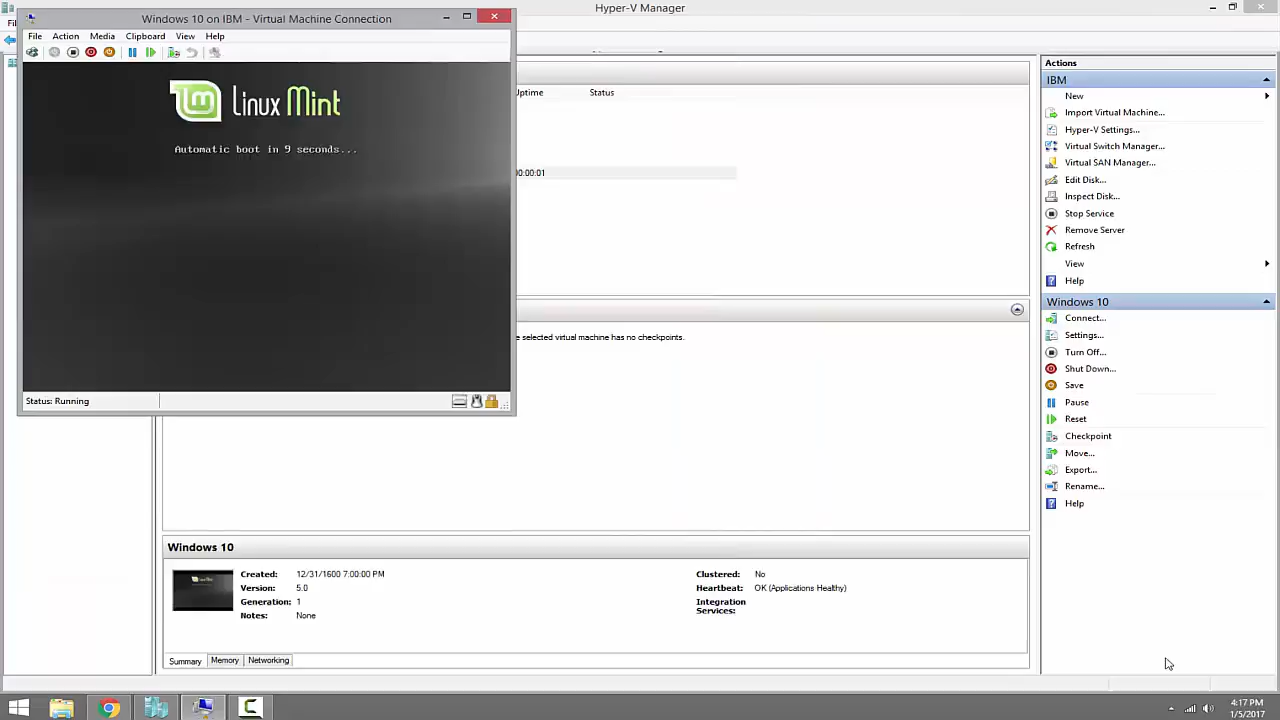 Windows 10 on IBM - Virtual Machine Connection
Hyper-V Manager
File Action Media Clipboard View Help
Linux Mint
Automatic boot in 9 seconds...
Status: Running
Uptime Status
00:00:01
selected virtual machine has no checkpoints.
Windows 10
Created: 12/31/1600 7:00:00 PM
Version: 5.0
Generation: 1
Notes: None
Clustered: No
Heartbeat: OK (Applications Healthy)
Integration
Services:
Summary Memory Networking
Actions
IBM
New
Import Virtual Machine...
Hyper-V Settings...
Virtual Switch Manager...
Virtual SAN Manager...
Edit Disk...
Inspect Disk...
Stop Service
Remove Server
Refresh
View
Help
Windows 10
Connect...
Settings...
Turn Off...
Shut Down...
Save
Pause
Reset
Checkpoint
Move...
Export...
Rename...
Help
4:17 PM
1/5/2017